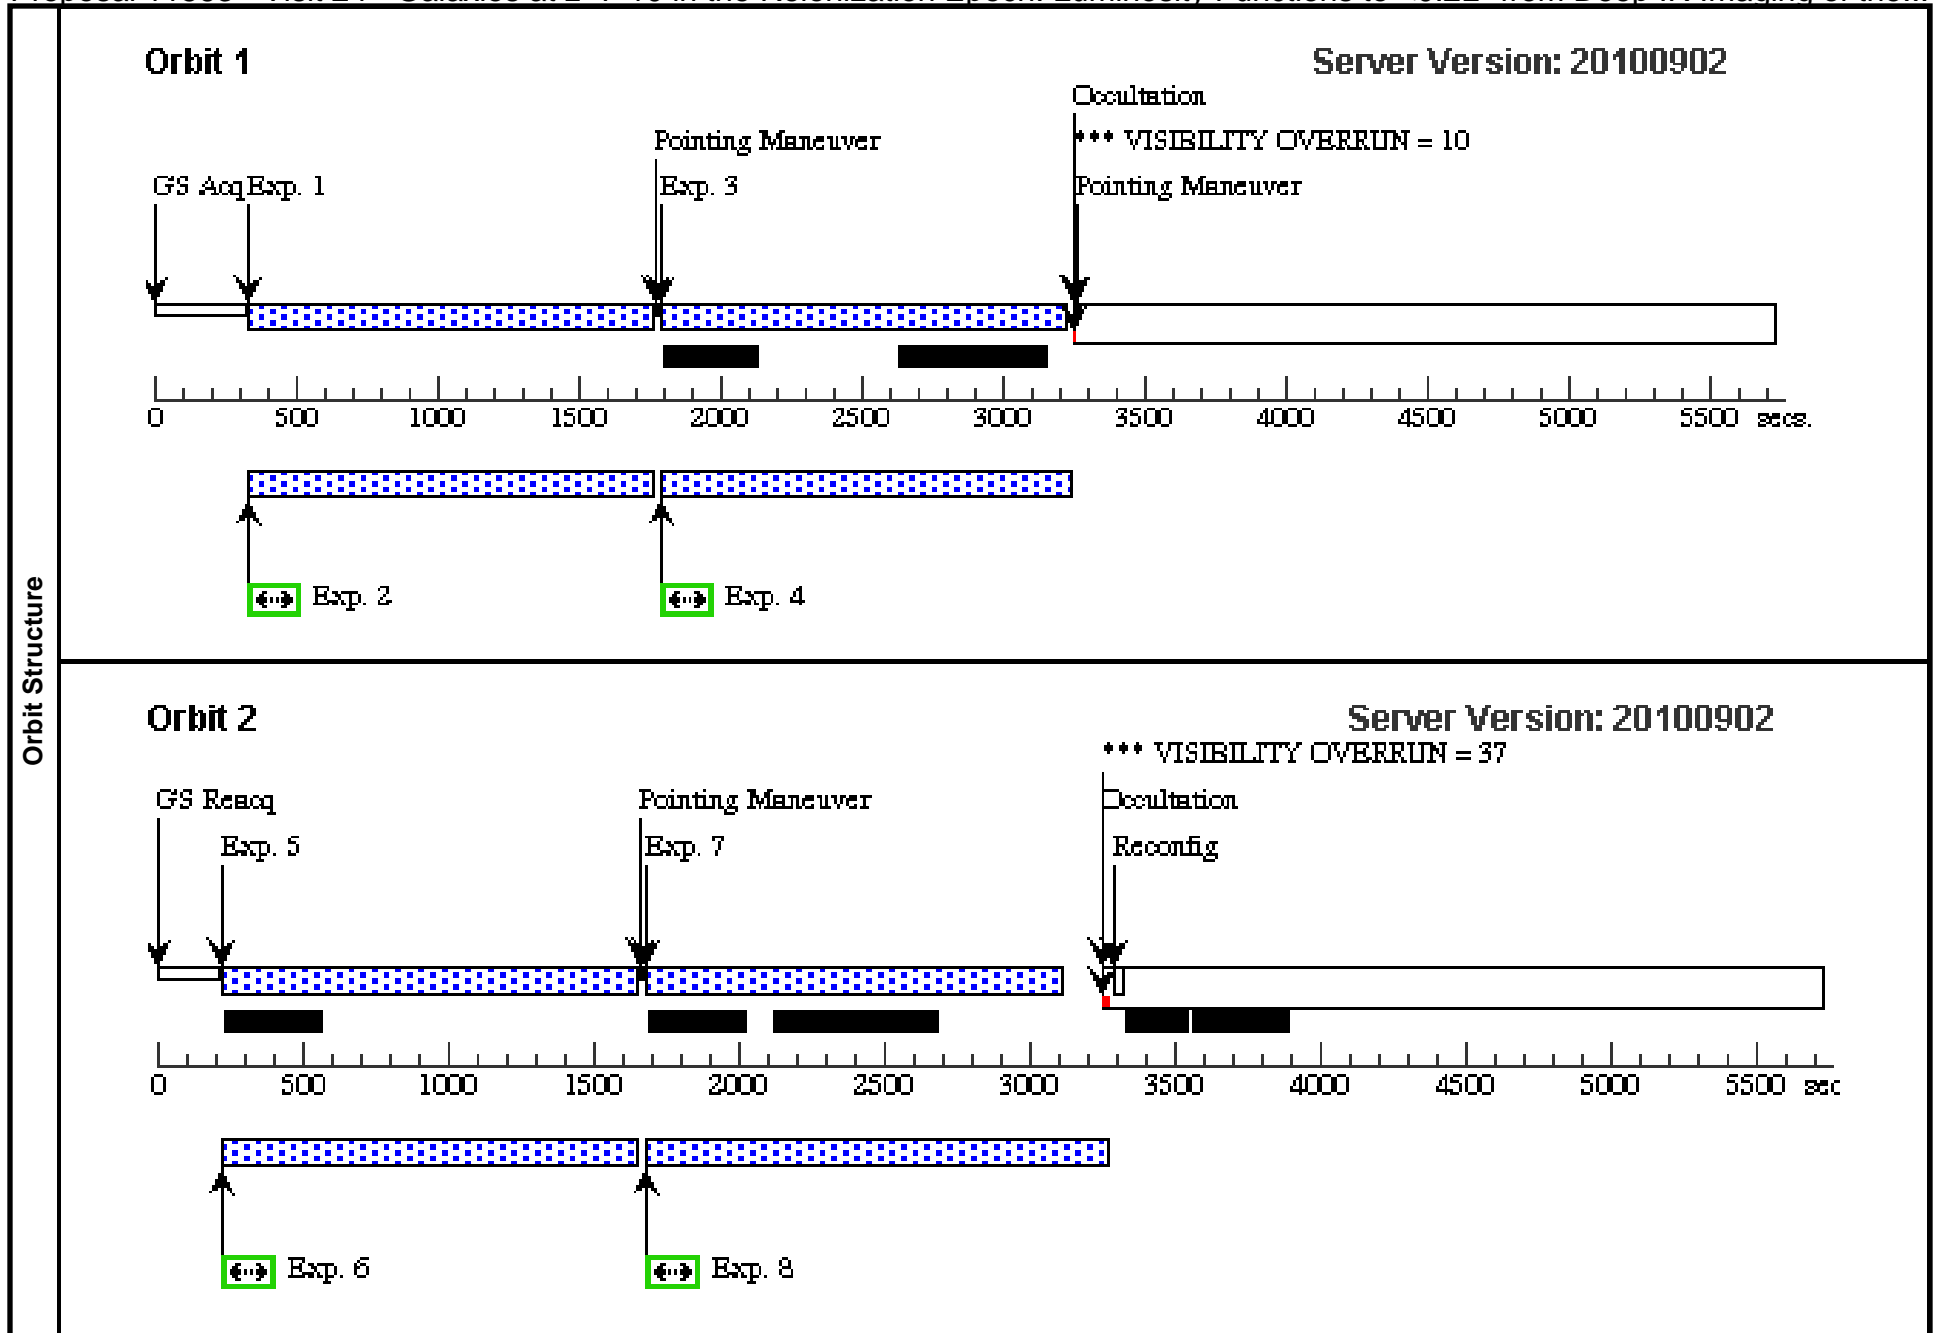 Orbit Structure
Orbit 1
Server Version: 20100902
Occultation
Pointing Maneuver
*** VISIBILITY OVERRUN = 10
GS Acq
Exp. 1
Exp. 3
Pointing Maneuver
0 500 1000 1500 2000 2500 3000 3500 4000 4500 5000 5500 secs.
Exp. 2
Exp. 4
Orbit 2
Server Version: 20100902
*** VISIBILITY OVERRUN = 37
GS Reacq
Pointing Maneuver
Occultation
Exp. 5
Exp. 7
Reconfig
0 500 1000 1500 2000 2500 3000 3500 4000 4500 5000 5500 sec
Exp. 6
Exp. 8